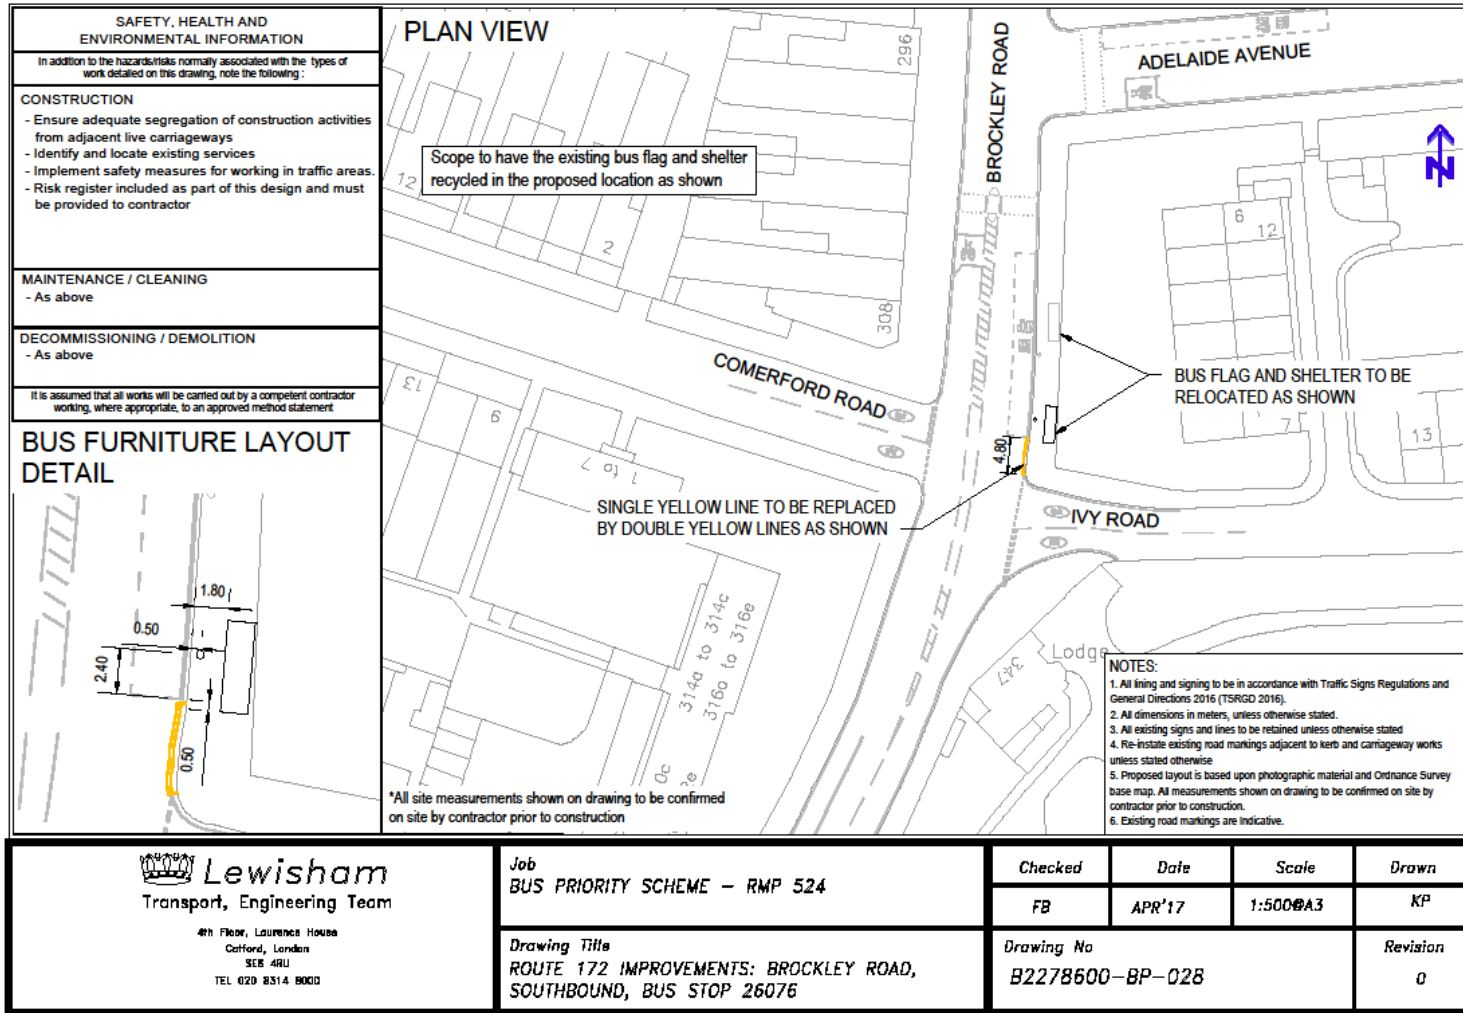 SAFETY, HEALTH AND
ENVIRONMENTAL INFORMATION
In addition to the hazards/risks normally associated with the types of
work detailed on this drawing, note the following :
CONSTRUCTION
- Ensure adequate segregation of construction activities
from adjacent live carriageways
- Identify and locate existing services
- Implement safety measures for working in traffic areas.
- Risk register included as part of this design and must
be provided to contractor
MAINTENANCE / CLEANING
- As above
DECOMMISSIONING / DEMOLITION
- As above
It is assumed that all works will be carried out by a competent contractor
working, where appropriate, to an approved method statement
BUS FURNITURE LAYOUT
DETAIL
1.80
0.50
2.40
0.50
PLAN VIEW
Scope to have the existing bus flag and shelter
recycled in the proposed location as shown
296
12
2
308
BROCKLEY ROAD
ADELAIDE AVENUE
N
6
12
7
13
COMERFORD ROAD
13
9
1 to 7
BUS FLAG AND SHELTER TO BE
RELOCATED AS SHOWN
4.80
SINGLE YELLOW LINE TO BE REPLACED
BY DOUBLE YELLOW LINES AS SHOWN
IVY ROAD
314a to 314c
316a to 316e
0c
2e
347
Lodge
*All site measurements shown on drawing to be confirmed
on site by contractor prior to construction
NOTES:
1. All lining and signing to be in accordance with Traffic Signs Regulations and
General Directions 2016 (TSRGD 2016).
2. All dimensions in meters, unless otherwise stated.
3. All existing signs and lines to be retained unless otherwise stated
4. Re-instate existing road markings adjacent to kerb and carriageway works
unless stated otherwise
5. Proposed layout is based upon photographic material and Ordnance Survey
base map. All measurements shown on drawing to be confirmed on site by
contractor prior to construction.
6. Existing road markings are indicative.
Lewisham
Transport, Engineering Team
4th Floor, Laurence House
Catford, London
SE6 4RU
TEL 020 8314 8000
Job
BUS PRIORITY SCHEME - RMP 524
Drawing Title
ROUTE 172 IMPROVEMENTS: BROCKLEY ROAD,
SOUTHBOUND, BUS STOP 26076
Checked
Date
Scale
Drawn
FB
APR'17
1:500@A3
KP
Drawing No
B2278600-BP-028
Revision
0